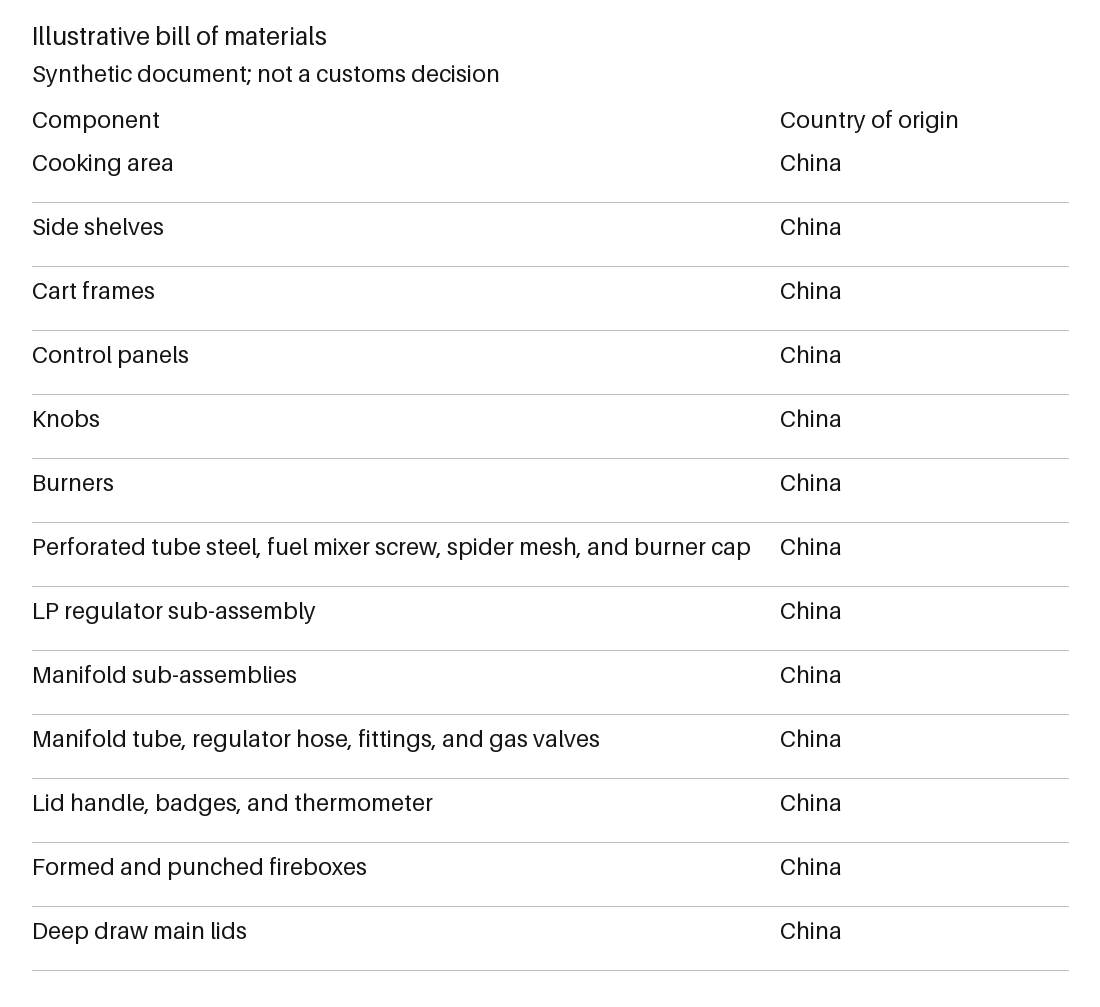 Illustrative bill of materials
Synthetic document; not a customs decision
Component Country of origin
Cooking area China
Side shelves China
Cart frames China
Control panels China
Knobs China
Burners China
Perforated tube steel, fuel mixer screw, spider mesh, and burner cap China
LP regulator sub-assembly China
Manifold sub-assemblies China
Manifold tube, regulator hose, fittings, and gas valves China
Lid handle, badges, and thermometer China
Formed and punched fireboxes China
Deep draw main lids China